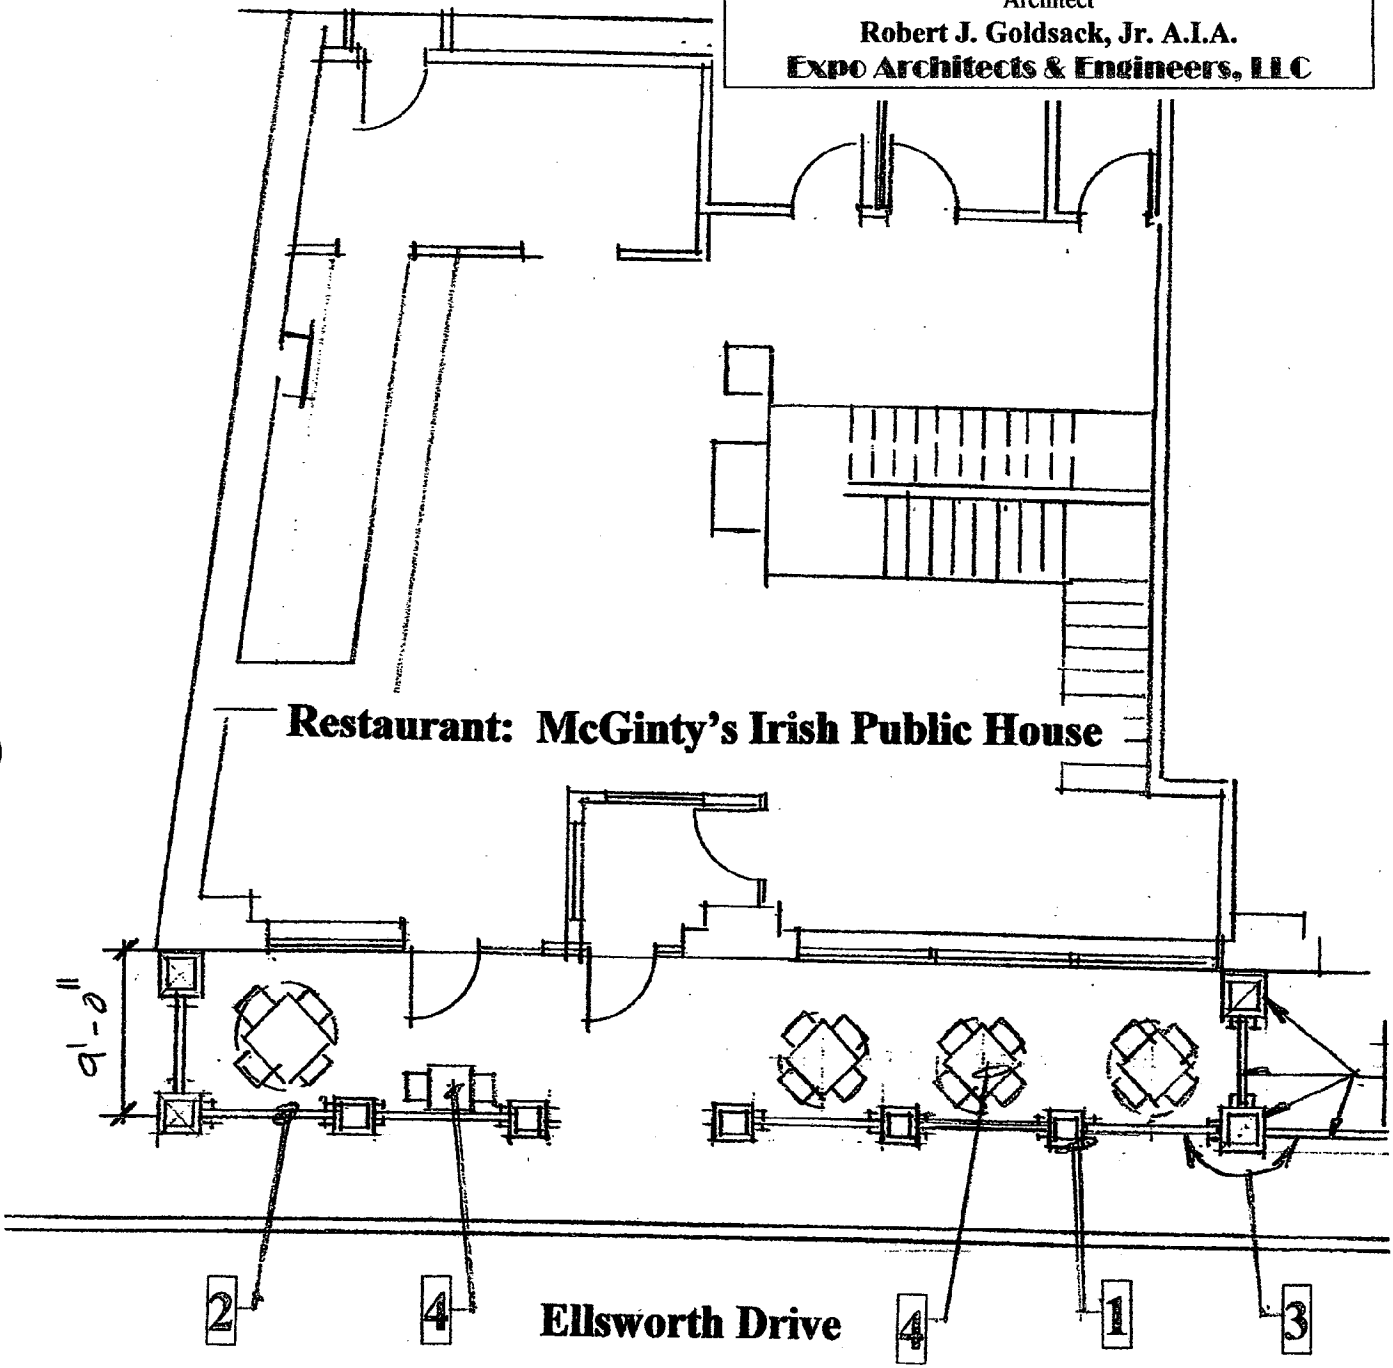 Architect
Robert J. Goldsack, Jr. A.I.A.
Expo Architects & Engineers, LLC
Restaurant: McGinty's Irish Public House
9'-0"
2
4
Ellsworth Drive
4
1
3